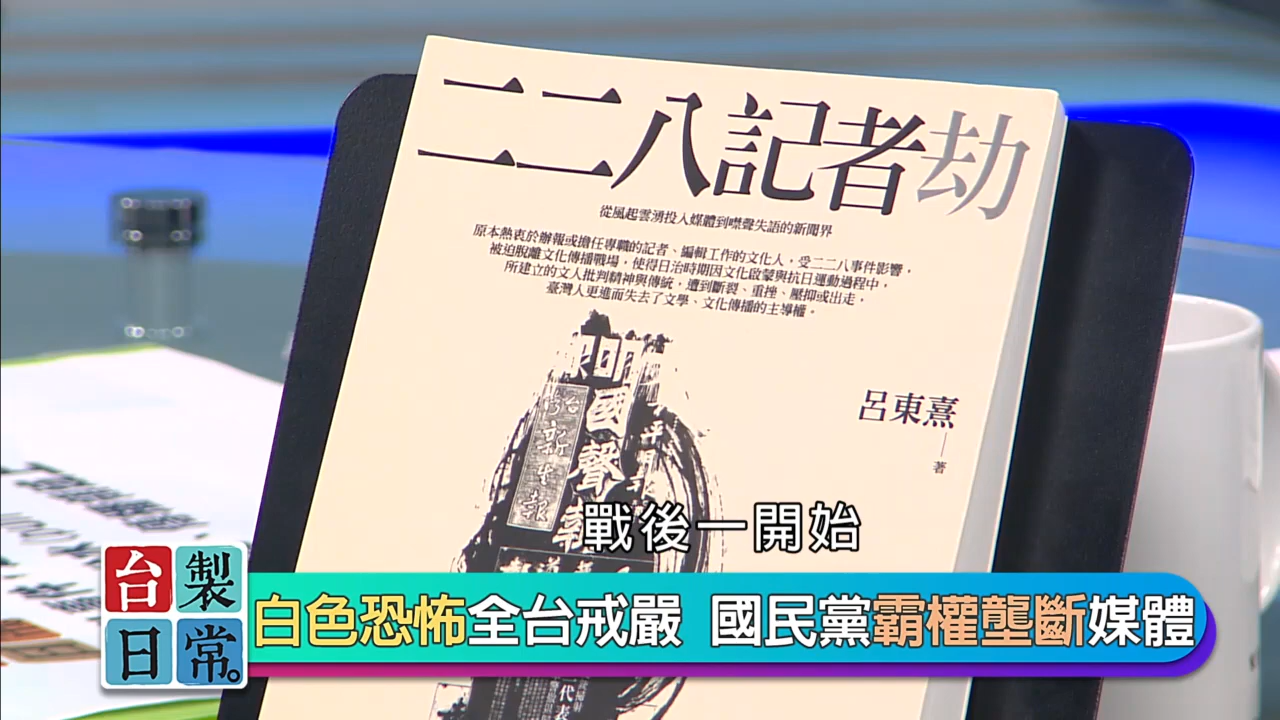 二二八記者劫
從風起雲湧投入媒體到噤聲失語的新聞界
原本熱衷於辦報或擔任專職的記者、編輯工作的文化人，受二二八事件影響，
被迫脫離文化傳播戰場，使得日治時期因文化啟蒙與抗日運動過程中，
所建立的文人批判精神與傳統，遭到斷裂、重挫、壓抑或出走，
臺灣人更進而失去了文學、文化傳播的主導權。
呂東熹
著
國聲
新生報
戰後一開始
台製日常。
白色恐怖全台戒嚴 國民黨霸權壟斷媒體